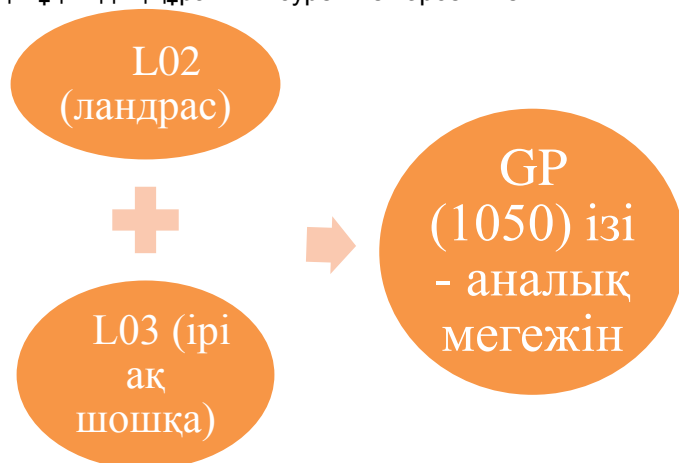 L02
(ландрас)
GP
(1050) ізі
- аналық
мегежін
L03 (ірі
ақ
шошқа)